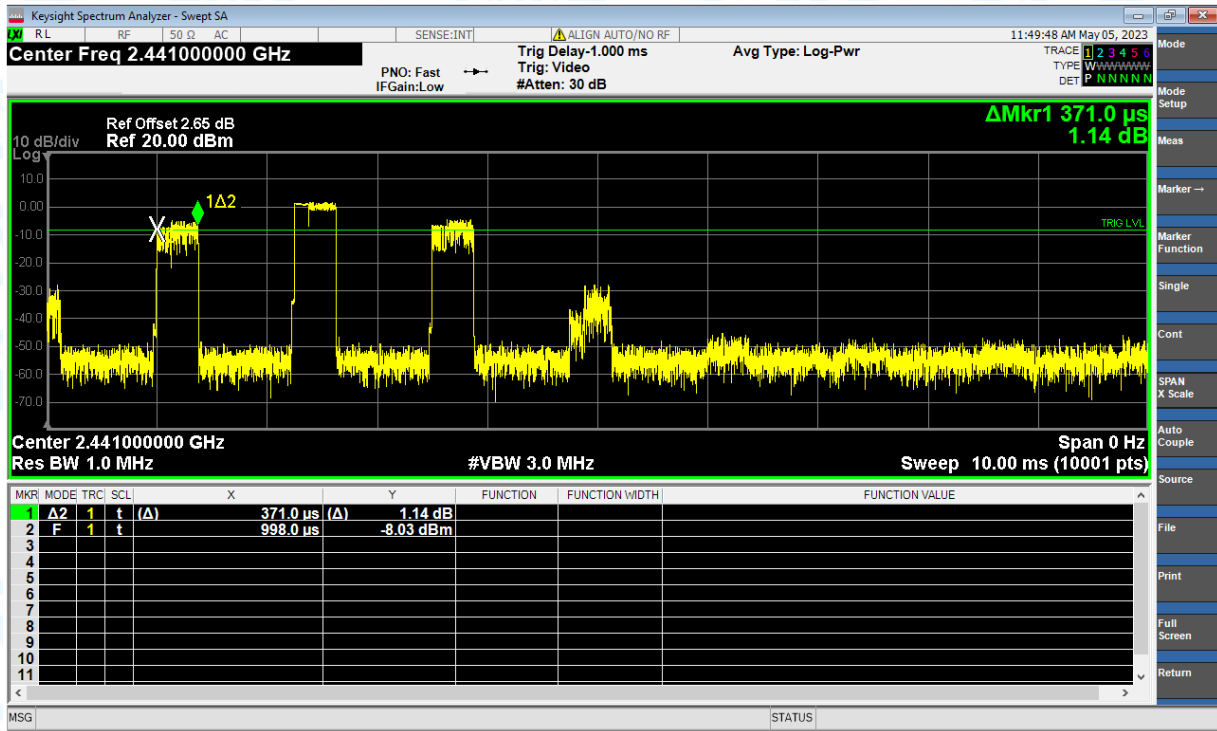 Keysight Spectrum Analyzer - Swept SA
LXI RL RF 50 Ω AC SENSE:INT ALIGN AUTO/NO RF 11:49:48 AM May 05, 2023
Center Freq 2.441000000 GHz
PNO: Fast
IFGain:Low
Trig Delay-1.000 ms
Trig: Video
#Atten: 30 dB
Avg Type: Log-Pwr
TRACE 1 2 3 4 5 6
TYPE WWWWWW
DET P N N N N N
ΔMkr1 371.0 µs
1.14 dB
Ref Offset 2.65 dB
10 dB/div Ref 20.00 dBm
Log
10.0
0.00
-10.0
-20.0
-30.0
-40.0
-50.0
-60.0
-70.0
1Δ2
TRIG LVL
Center 2.441000000 GHz Span 0 Hz
Res BW 1.0 MHz #VBW 3.0 MHz Sweep 10.00 ms (10001 pts)
MKR MODE TRC SCL X Y FUNCTION FUNCTION WIDTH FUNCTION VALUE
1 Δ2 1 t (Δ) 371.0 µs (Δ) 1.14 dB
2 F 1 t 998.0 µs -8.03 dBm
3
4
5
6
7
8
9
10
11
MSG STATUS
Mode
Mode
Setup
Meas
Marker →
Marker
Function
Single
Cont
SPAN
X Scale
Auto
Couple
Source
File
Print
Full
Screen
Return